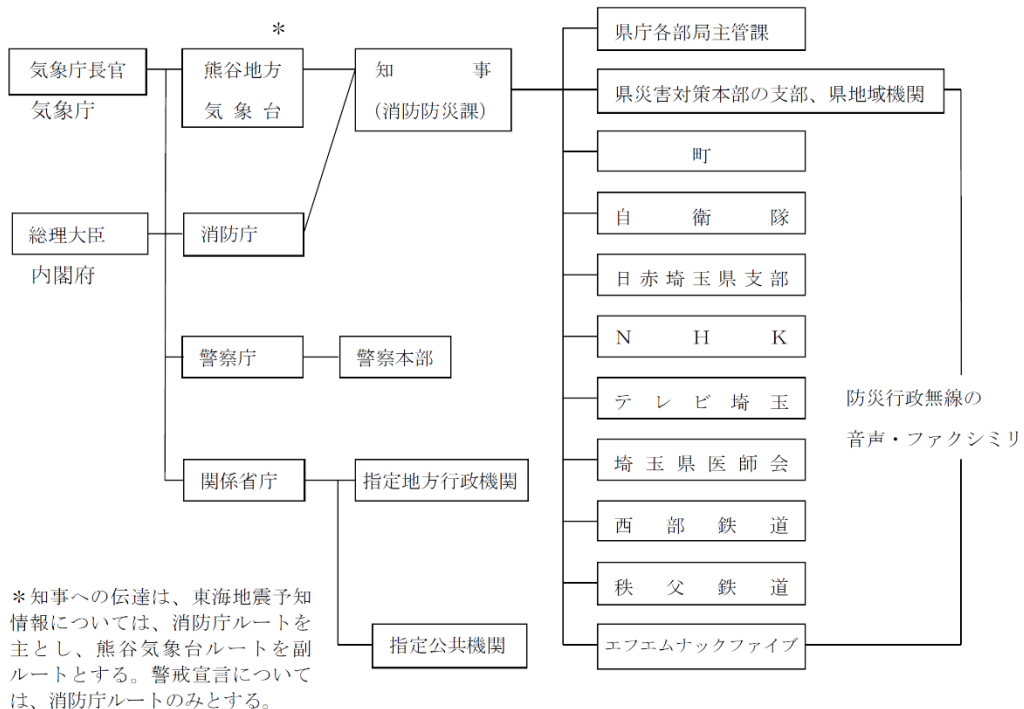 *
気象庁長官
気象庁
熊谷地方
気象台
知事
(消防防災課)
総理大臣
内閣府
消防庁
警察庁
警察本部
関係省庁
指定地方行政機関
指定公共機関
県庁各部局主管課
県災害対策本部の支部、県地域機関
町
自衛隊
日赤埼玉県支部
NHK
テレビ埼玉
埼玉県医師会
西部鉄道
秩父鉄道
エフエムナックファイブ
防災行政無線の
音声・ファクシミリ
*知事への伝達は、東海地震予知
情報については、消防庁ルートを
主とし、熊谷気象台ルートを副
ルートとする。警戒宣言について
は、消防庁ルートのみとする。